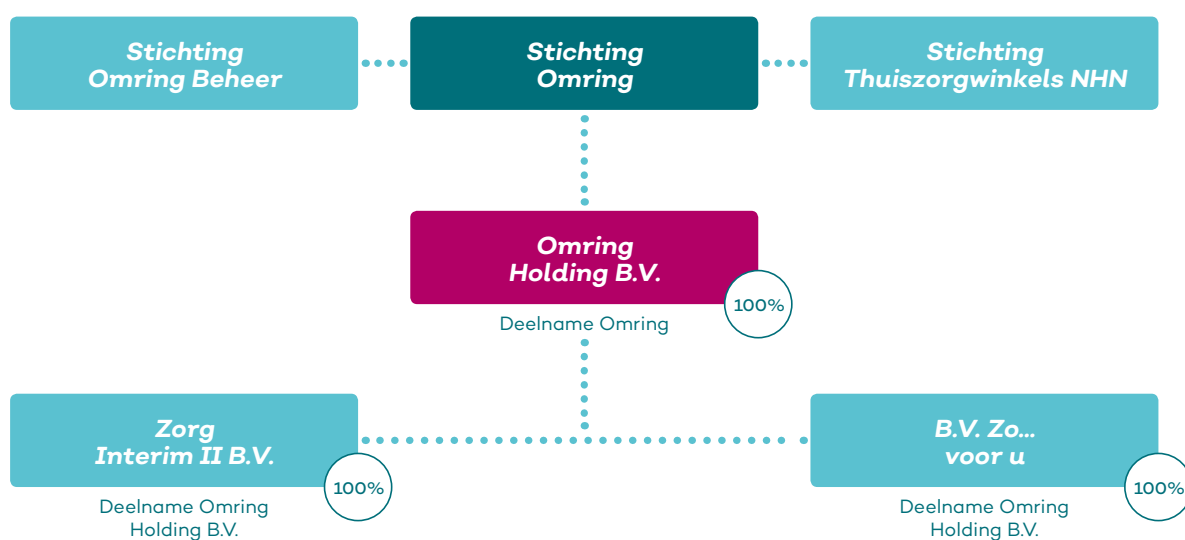 Stichting
Omring Beheer
Stichting
Omring
Stichting
Thuiszorgwinkels NHN
Omring
Holding B.V.
100%
Deelname Omring
Zorg
Interim II B.V.
100%
Deelname Omring
Holding B.V.
B.V. Zo...
voor u
100%
Deelname Omring
Holding B.V.